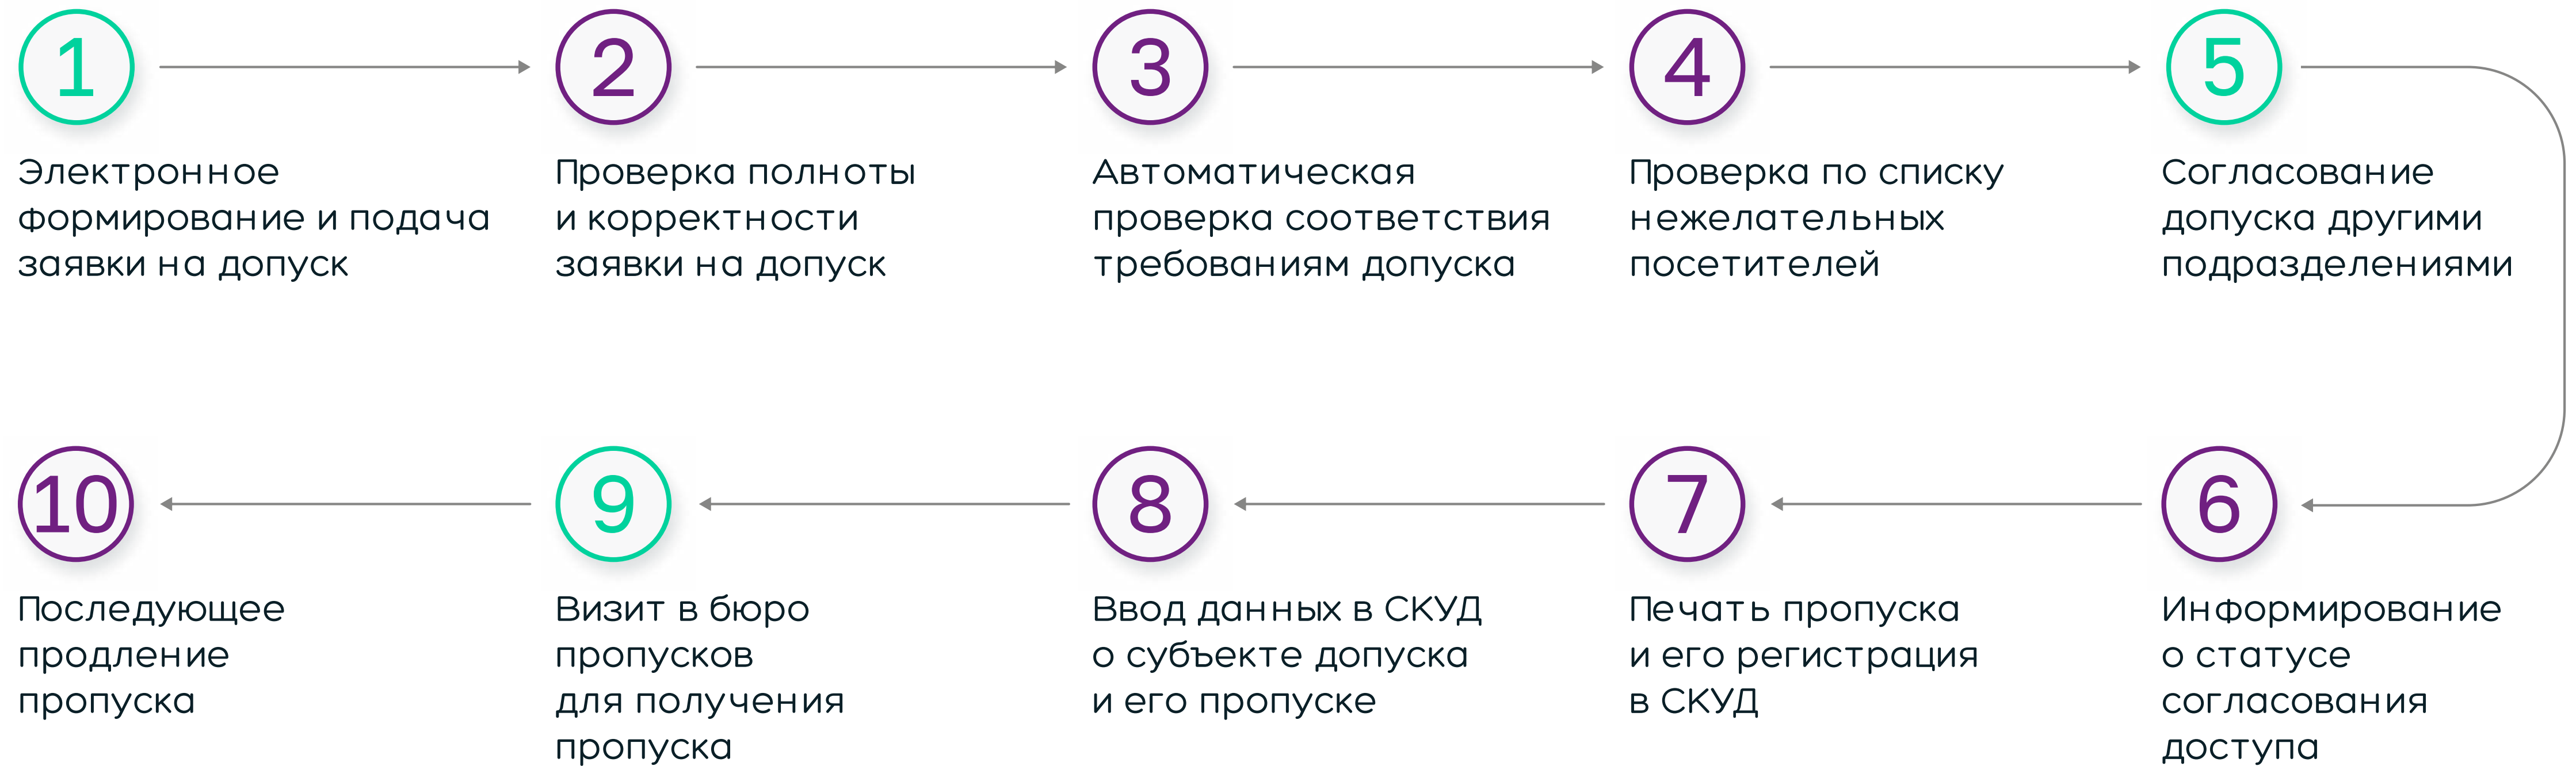 1
Электронное
формирование и подача
заявки на допуск
2
Проверка полноты
и корректности
заявки на допуск
3
Автоматическая
проверка соответствия
требованиям допуска
4
Проверка по списку
нежелательных
посетителей
5
Согласование
допуска другими
подразделениями
6
Информирование
о статусе
согласования
доступа
7
Печать пропуска
и его регистрация
в СКУД
8
Ввод данных в СКУД
о субъекте допуска
и его пропуске
9
Визит в бюро
пропусков
для получения
пропуска
10
Последующее
продление
пропуска